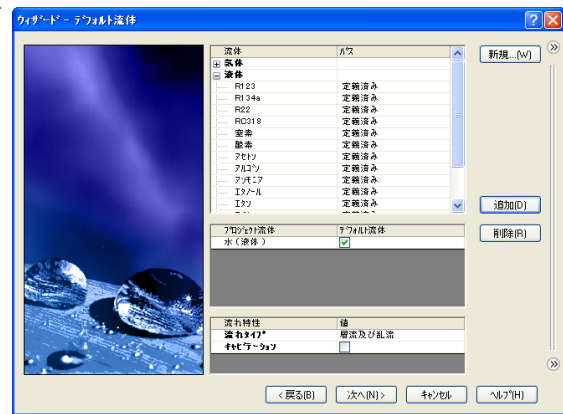 ウィザード - デフォルト流体
流体 パス
気体
液体
R123 定義済み
R134a 定義済み
R22 定義済み
RC318 定義済み
窒素 定義済み
酸素 定義済み
アセトン 定義済み
アルゴン 定義済み
アンモニア 定義済み
エタノール 定義済み
エタン 定義済み
新規...(W)
追加(D)
削除(R)
プロジェクト流体 デフォルト流体
水 ( 液体 )
流れ特性 値
流れタイプ 層流及び乱流
キャビテーション
< 戻る(B) 次へ(N) > キャンセル ヘルプ(H)